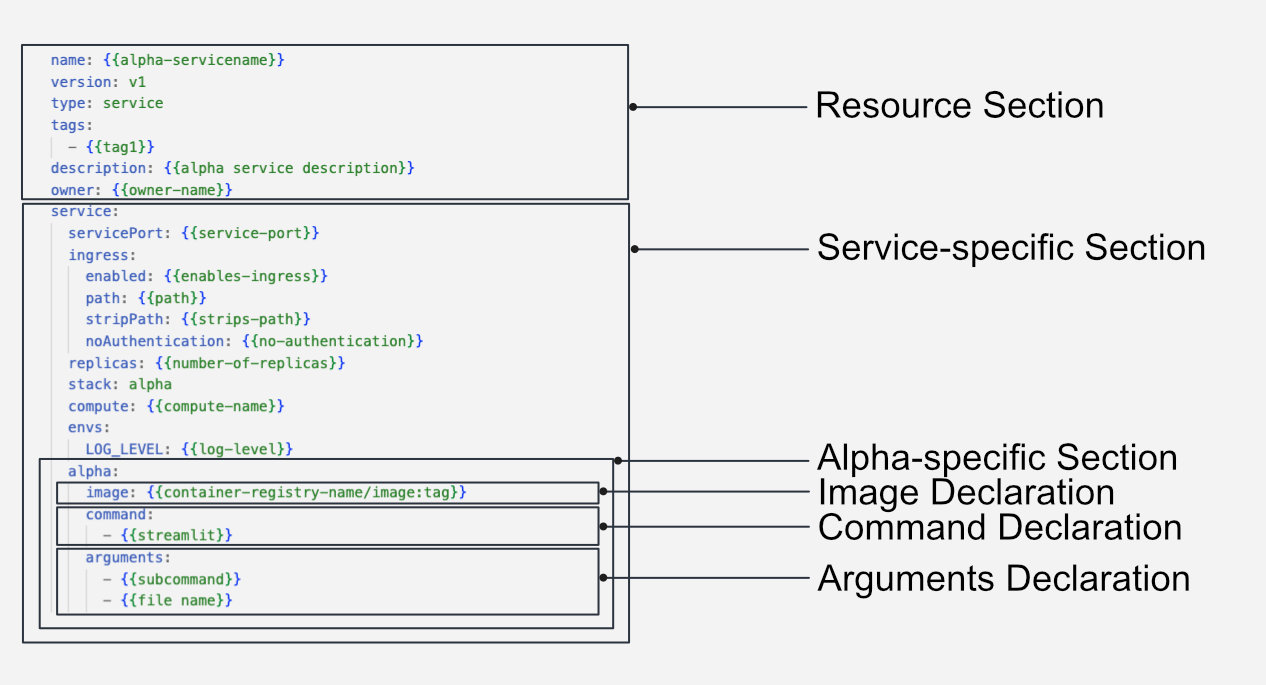 name: {{alpha-servicename}}
version: v1
type: service
tags:
- {{tag1}}
description: {{alpha service description}}
owner: {{owner-name}}
service:
servicePort: {{service-port}}
ingress:
enabled: {{enables-ingress}}
path: {{path}}
stripPath: {{strips-path}}
noAuthentication: {{no-authentication}}
replicas: {{number-of-replicas}}
stack: alpha
compute: {{compute-name}}
envs:
LOG_LEVEL: {{log-level}}
alpha:
image: {{container-registry-name/image:tag}}
command:
- {{streamlit}}
arguments:
- {{subcommand}}
- {{file name}}
Resource Section
Service-specific Section
Alpha-specific Section
Image Declaration
Command Declaration
Arguments Declaration